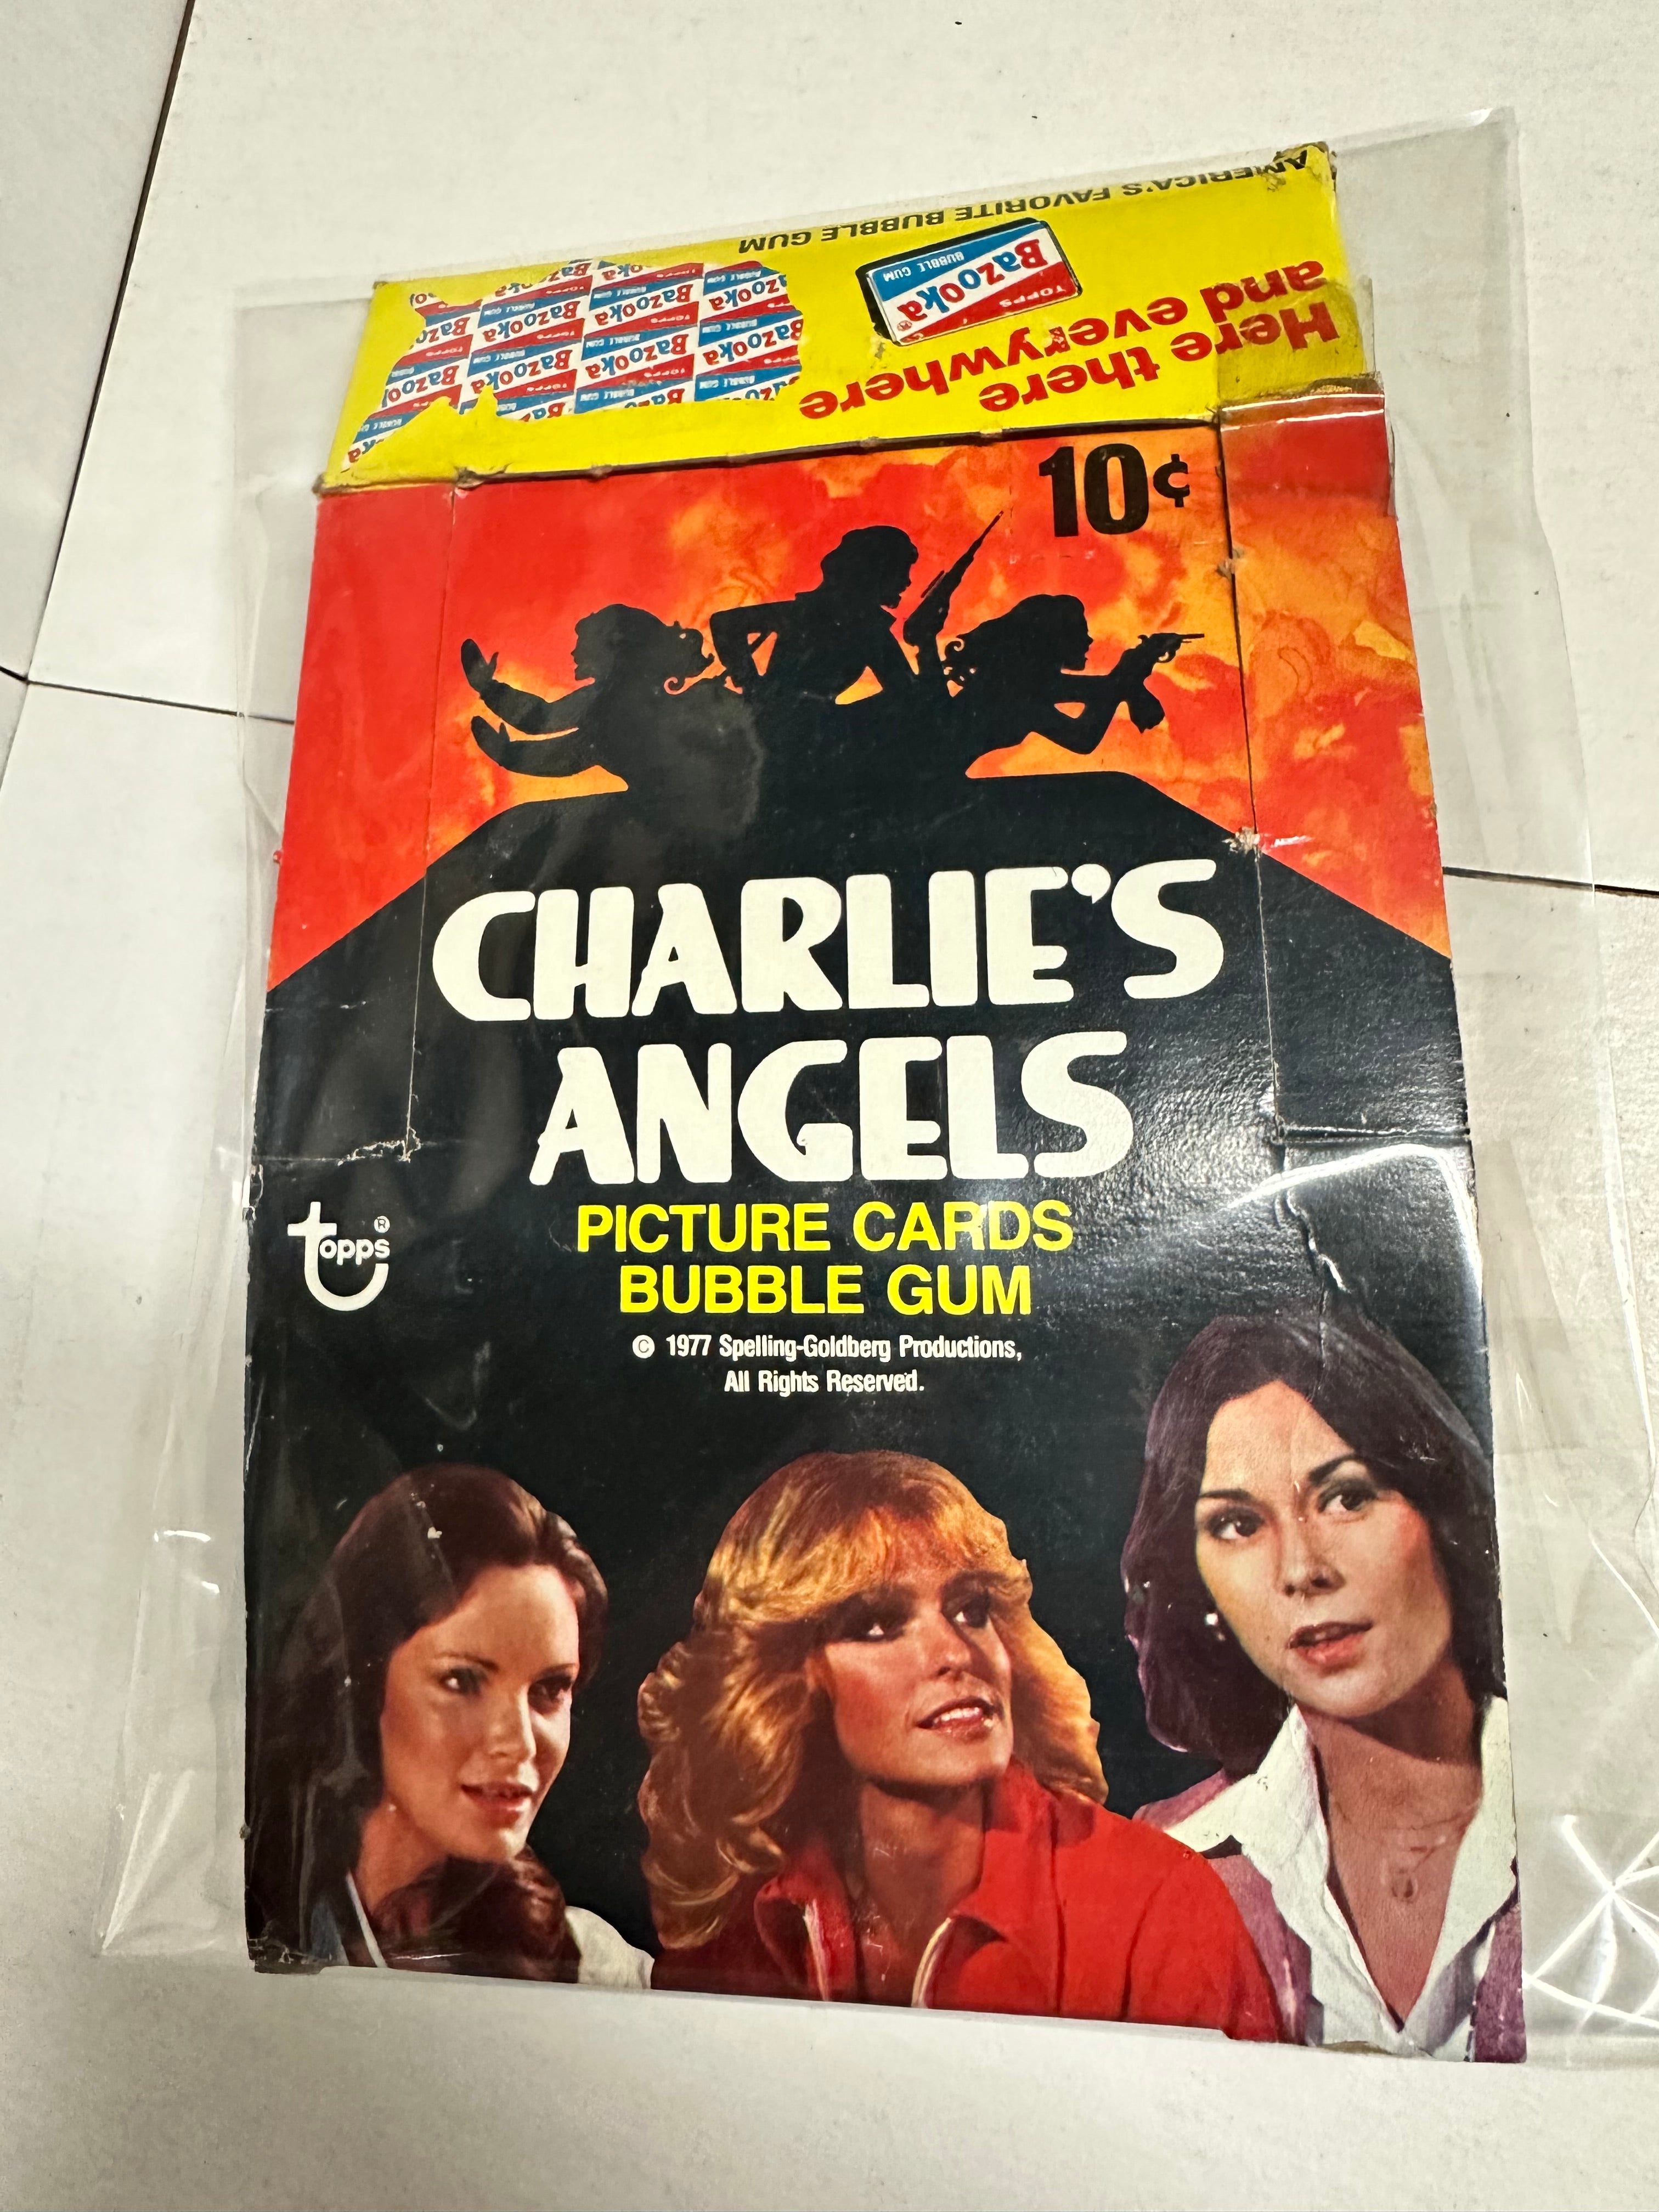 AMERICA'S FAVORITE BUBBLE GUM
Here there
and everywhere
TOPPS
Bazooka®
BUBBLE GUM
10¢
CHARLIE'S
ANGELS
topps®
PICTURE CARDS
BUBBLE GUM
© 1977 Spelling-Goldberg Productions,
All Rights Reserved.